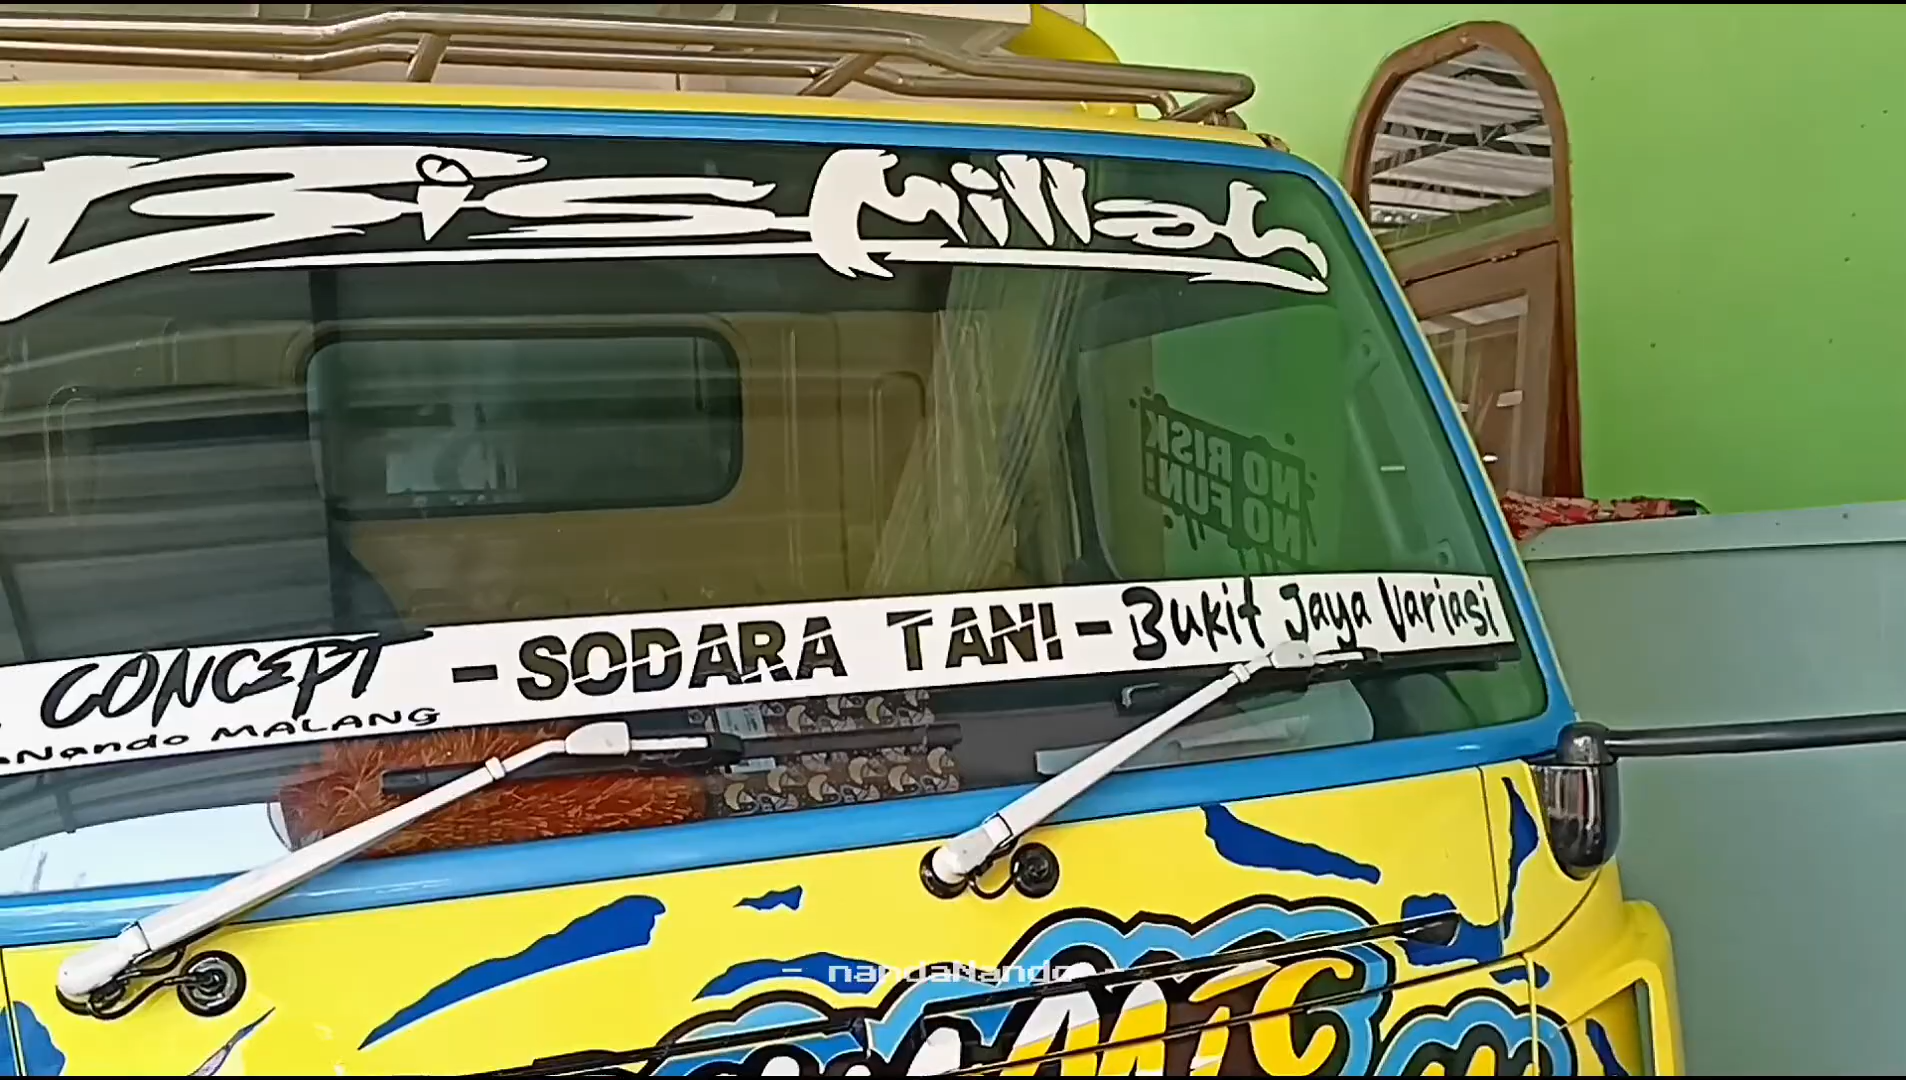 Bismillah
NO RISK
NO FUN!
CONCEPT - SODARA TANI - Bukit Jaya Variasi
Nando MALANG
- nandaNando -